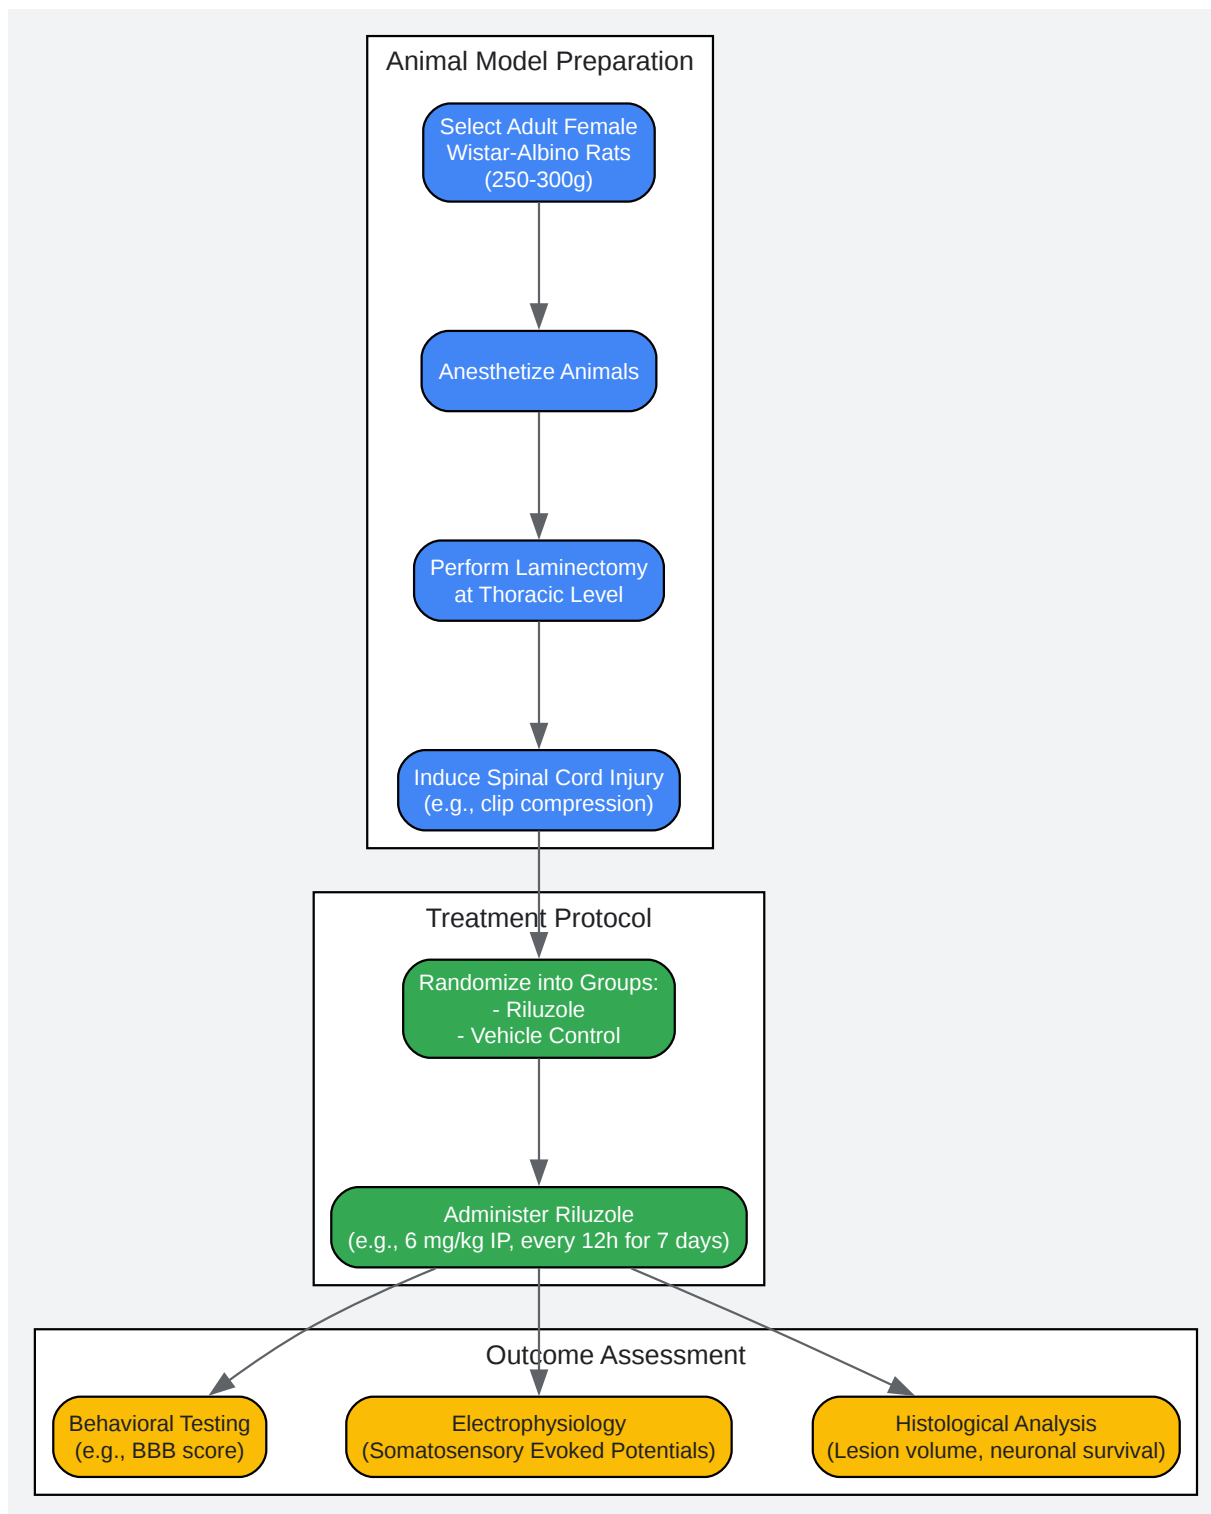 Animal Model Preparation
Select Adult Female
Wistar-Albino Rats
(250-300g)
Anesthetize Animals
Perform Laminectomy
at Thoracic Level
Induce Spinal Cord Injury
(e.g., clip compression)
Treatment Protocol
Randomize into Groups:
- Riluzole
- Vehicle Control
Administer Riluzole
(e.g., 6 mg/kg IP, every 12h for 7 days)
Outcome Assessment
Behavioral Testing
(e.g., BBB score)
Electrophysiology
(Somatosensory Evoked Potentials)
Histological Analysis
(Lesion volume, neuronal survival)